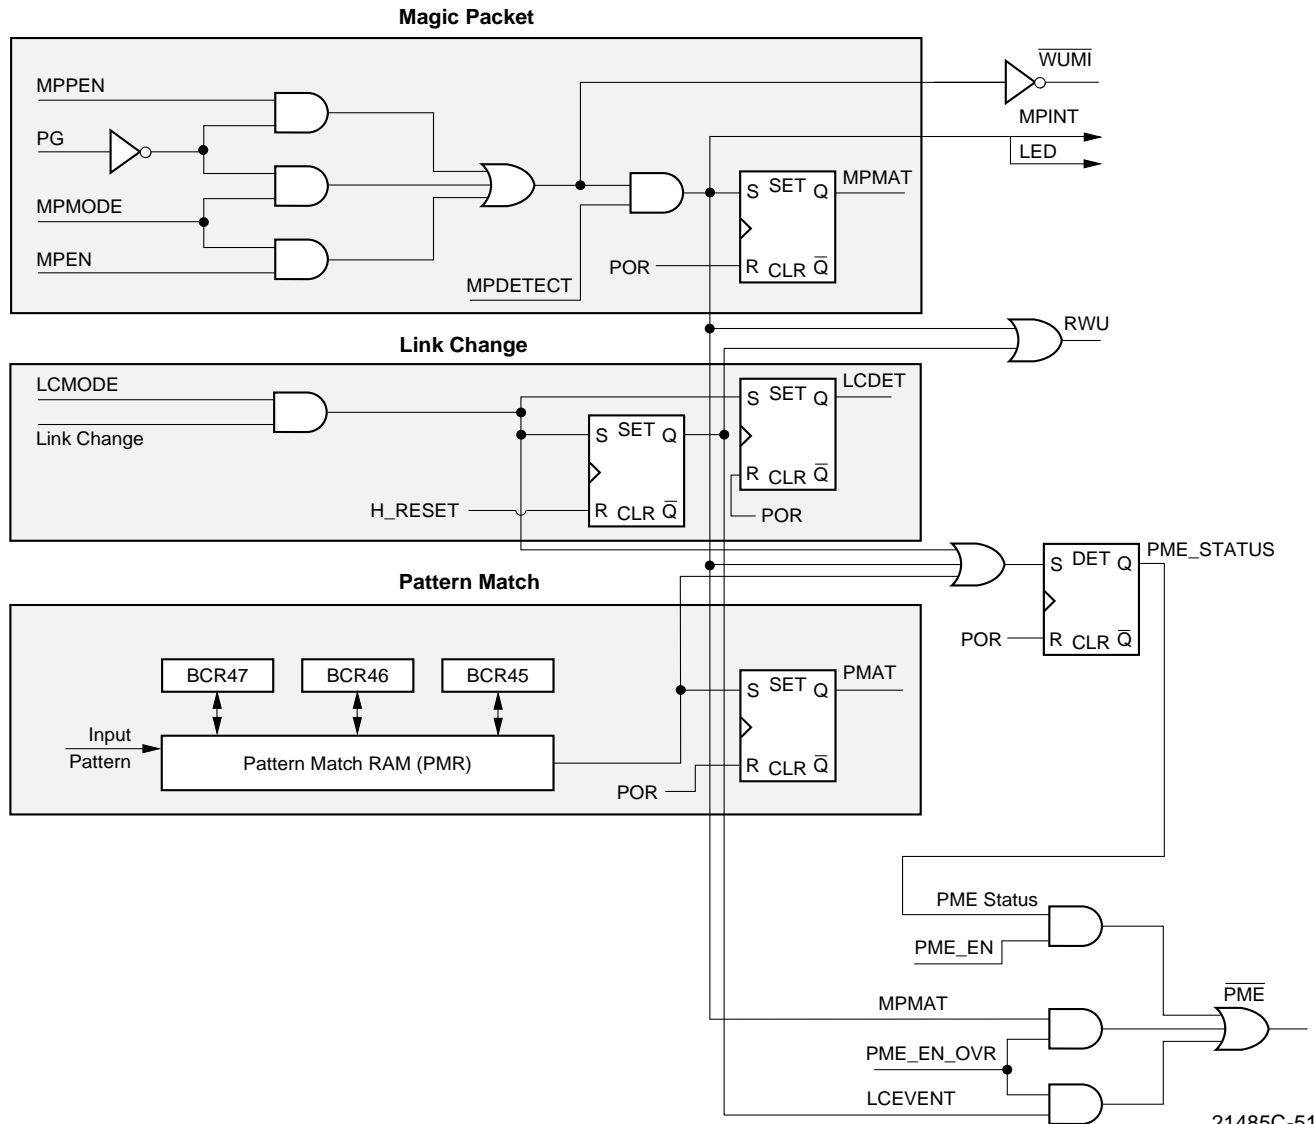 Magic Packet
MPPEN
PG
MPMODE
MPEN
MPDETECT
POR
S SET Q
R CLR Q̅
MPMAT
W̅U̅M̅I̅
MPINT
LED
RWU
Link Change
LCMODE
Link Change
H_RESET
S SET Q
R CLR Q̅
S SET Q
R CLR Q̅
LCDET
POR
S DET Q
R CLR Q̅
PME_STATUS
POR
Pattern Match
BCR47
BCR46
BCR45
Input
Pattern
Pattern Match RAM (PMR)
POR
S SET Q
R CLR Q̅
PMAT
PME Status
PME_EN
MPMAT
PME_EN_OVR
LCEVENT
P̅M̅E̅
21485C-51